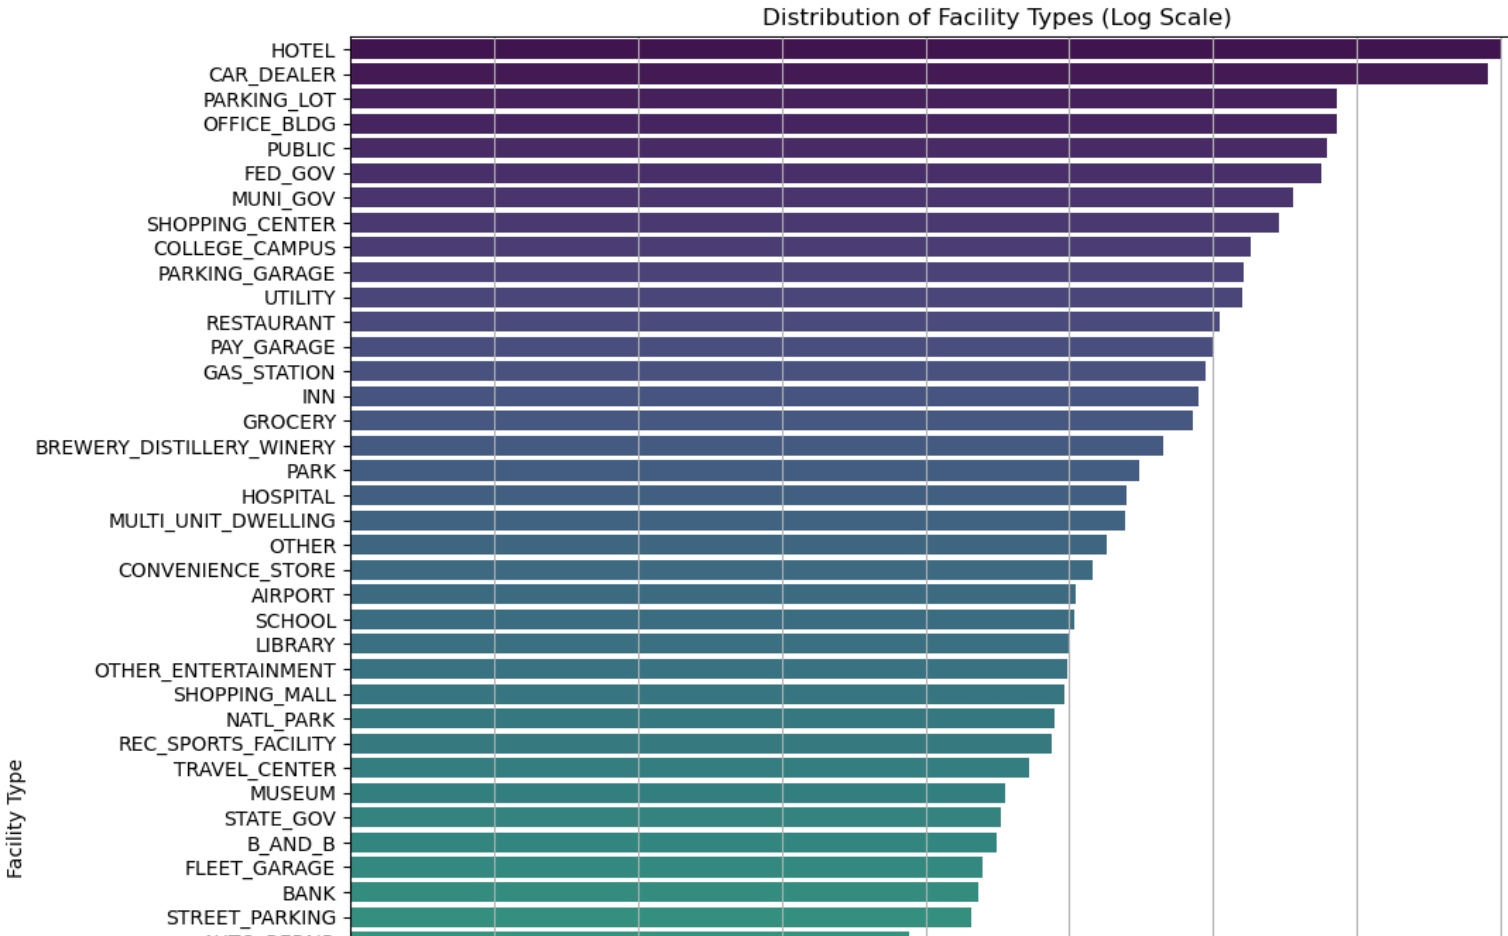 Distribution of Facility Types (Log Scale)
HOTEL
CAR_DEALER
PARKING_LOT
OFFICE_BLDG
PUBLIC
FED_GOV
MUNI_GOV
SHOPPING_CENTER
COLLEGE_CAMPUS
PARKING_GARAGE
UTILITY
RESTAURANT
PAY_GARAGE
GAS_STATION
INN
GROCERY
BREWERY_DISTILLERY_WINERY
PARK
HOSPITAL
MULTI_UNIT_DWELLING
OTHER
CONVENIENCE_STORE
AIRPORT
SCHOOL
LIBRARY
OTHER_ENTERTAINMENT
SHOPPING_MALL
NATL_PARK
REC_SPORTS_FACILITY
TRAVEL_CENTER
MUSEUM
STATE_GOV
B_AND_B
FLEET_GARAGE
BANK
STREET_PARKING
Facility Type